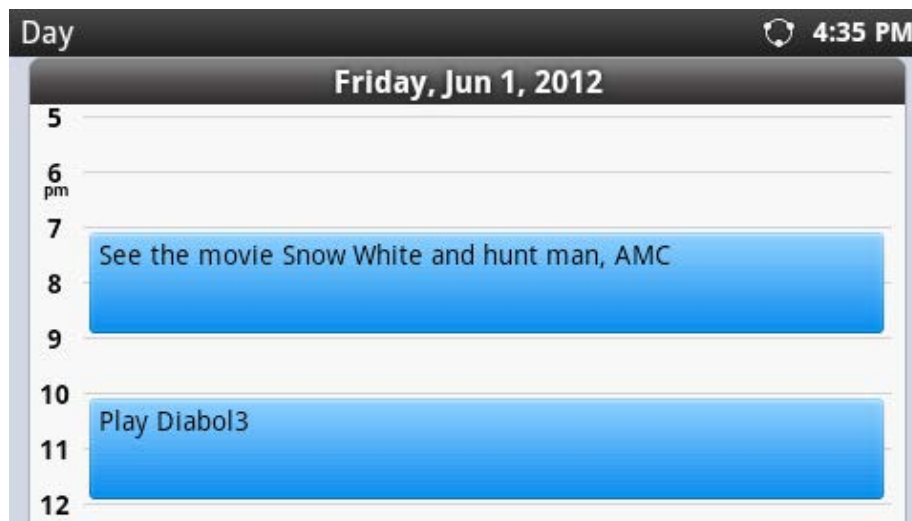 Day 4:35 PM
Friday, Jun 1, 2012
5
6
pm
7
See the movie Snow White and hunt man, AMC
8
9
10
Play Diabol3
11
12